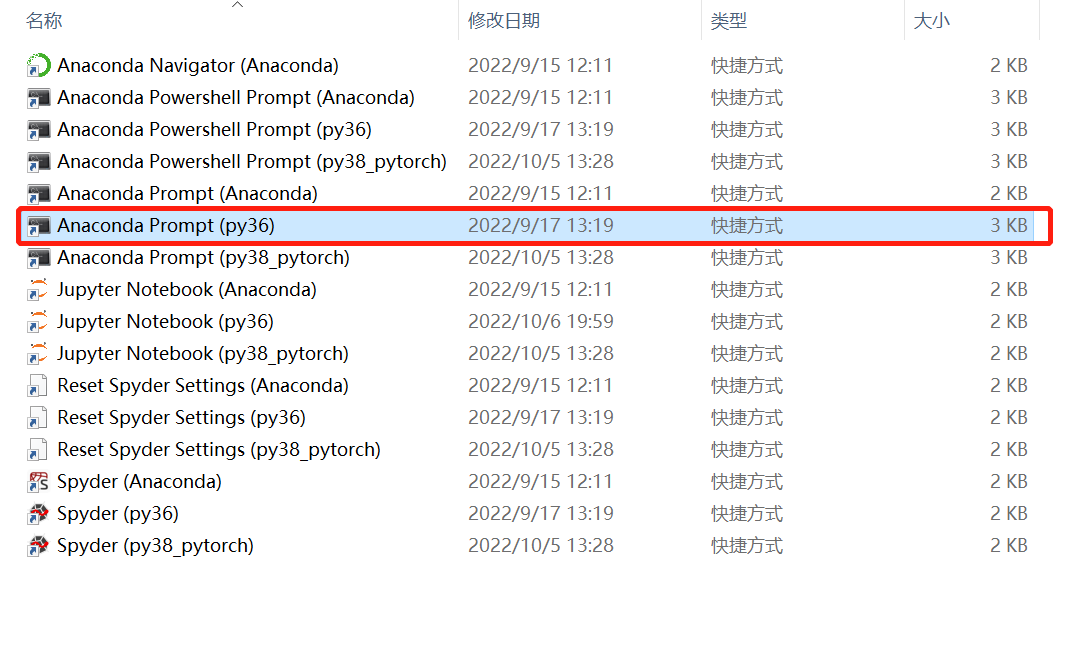 名称 修改日期 类型 大小
Anaconda Navigator (Anaconda) 2022/9/15 12:11 快捷方式 2 KB
Anaconda Powershell Prompt (Anaconda) 2022/9/15 12:11 快捷方式 3 KB
Anaconda Powershell Prompt (py36) 2022/9/17 13:19 快捷方式 3 KB
Anaconda Powershell Prompt (py38_pytorch) 2022/10/5 13:28 快捷方式 3 KB
Anaconda Prompt (Anaconda) 2022/9/15 12:11 快捷方式 2 KB
Anaconda Prompt (py36) 2022/9/17 13:19 快捷方式 3 KB
Anaconda Prompt (py38_pytorch) 2022/10/5 13:28 快捷方式 3 KB
Jupyter Notebook (Anaconda) 2022/9/15 12:11 快捷方式 2 KB
Jupyter Notebook (py36) 2022/10/6 19:59 快捷方式 2 KB
Jupyter Notebook (py38_pytorch) 2022/10/5 13:28 快捷方式 2 KB
Reset Spyder Settings (Anaconda) 2022/9/15 12:11 快捷方式 2 KB
Reset Spyder Settings (py36) 2022/9/17 13:19 快捷方式 2 KB
Reset Spyder Settings (py38_pytorch) 2022/10/5 13:28 快捷方式 2 KB
Spyder (Anaconda) 2022/9/15 12:11 快捷方式 2 KB
Spyder (py36) 2022/9/17 13:19 快捷方式 2 KB
Spyder (py38_pytorch) 2022/10/5 13:28 快捷方式 2 KB